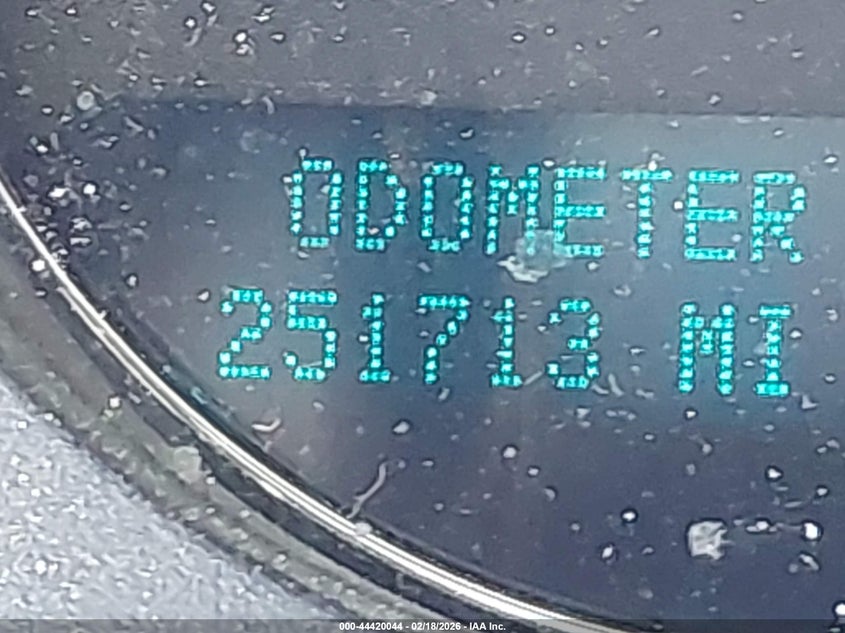 ODOMETER
251713 MI
000-44420044 - 02/18/2026 - IAA Inc.